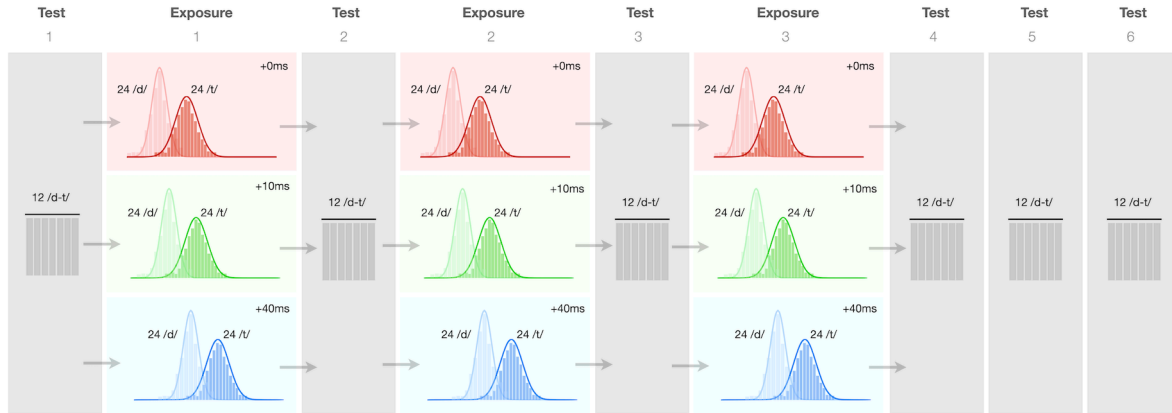 Test Exposure Test Exposure Test Exposure Test Test Test
1 1 2 2 3 3 4 5 6
+0ms +0ms +0ms
24 /d/ 24 /t/ 24 /d/ 24 /t/ 24 /d/ 24 /t/
+10ms +10ms +10ms
12 /d-t/ 12 /d-t/ 12 /d-t/ 12 /d-t/ 12 /d-t/ 12 /d-t/
24 /d/ 24 /t/ 24 /d/ 24 /t/ 24 /d/ 24 /t/
+40ms +40ms +40ms
24 /d/ 24 /t/ 24 /d/ 24 /t/ 24 /d/ 24 /t/